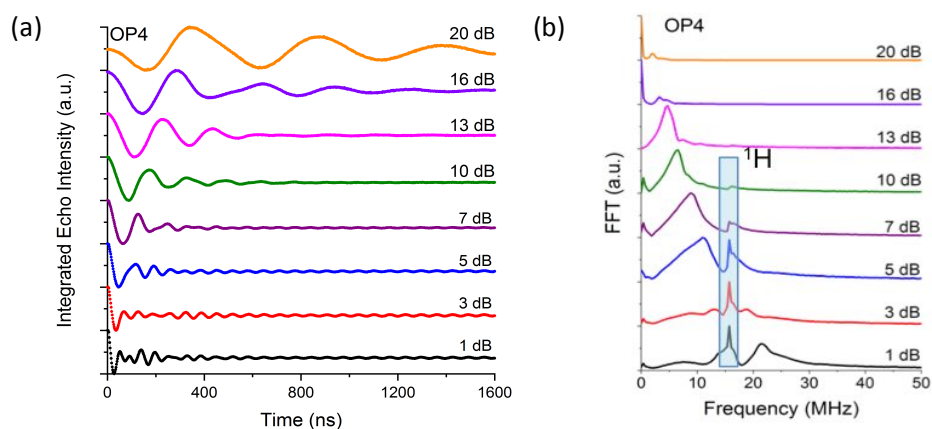 (a)
OP4
20 dB
16 dB
13 dB
10 dB
7 dB
5 dB
3 dB
1 dB
Integrated Echo Intensity (a.u.)
0 400 800 1200 1600
Time (ns)
(b)
OP4
20 dB
16 dB
13 dB
¹H
10 dB
7 dB
5 dB
3 dB
1 dB
FFT (a.u.)
0 10 20 30 40 50
Frequency (MHz)